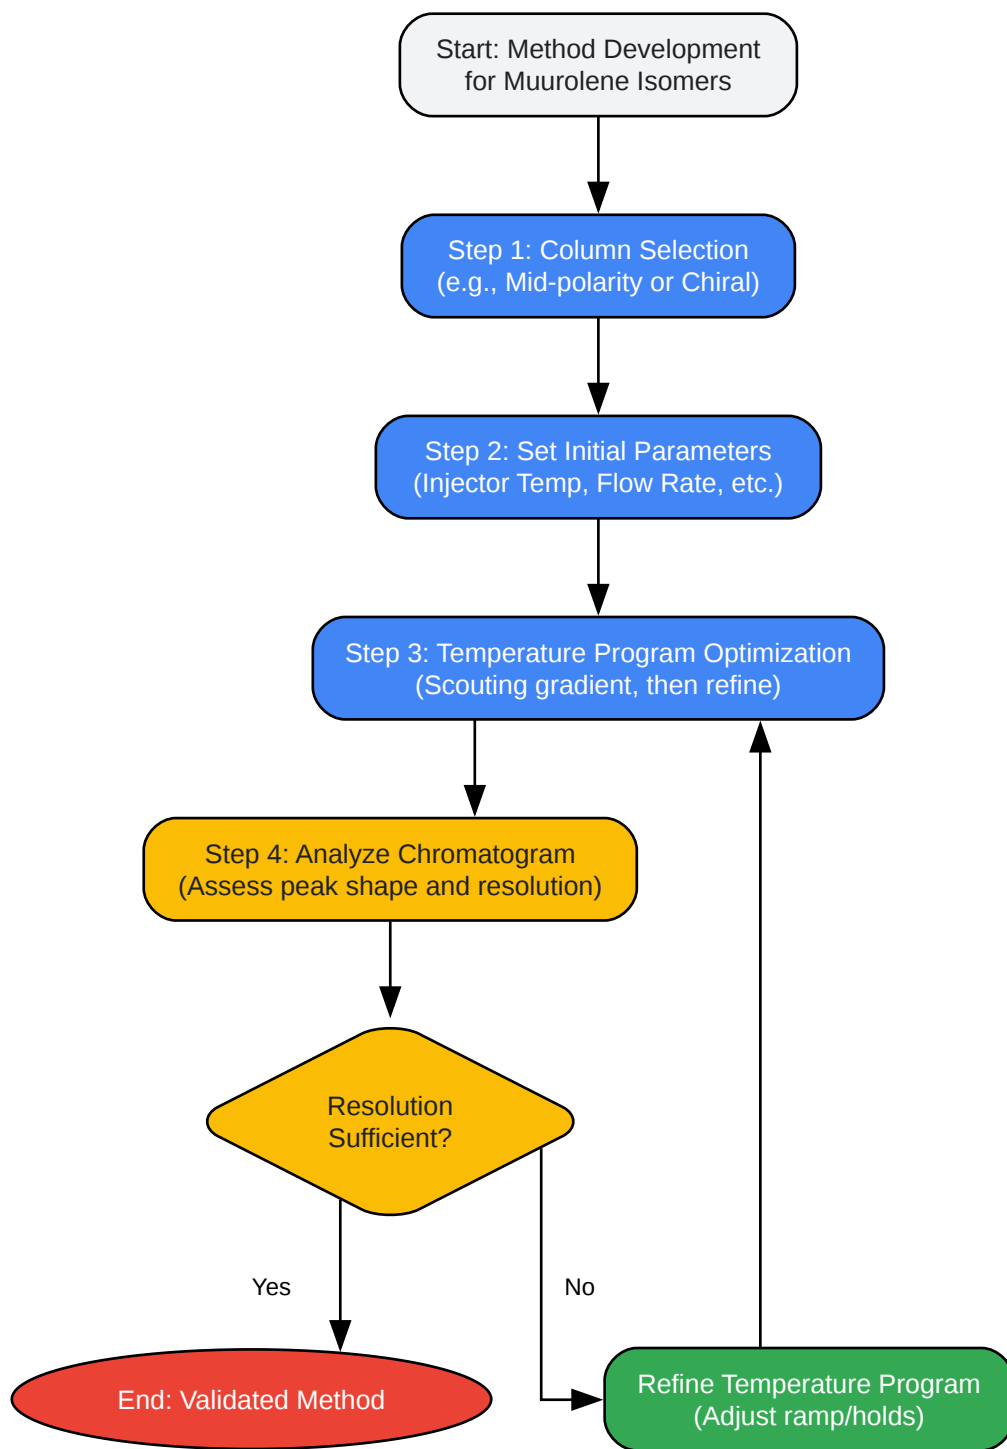 Start: Method Development
for Muurolene Isomers
Step 1: Column Selection
(e.g., Mid-polarity or Chiral)
Step 2: Set Initial Parameters
(Injector Temp, Flow Rate, etc.)
Step 3: Temperature Program Optimization
(Scouting gradient, then refine)
Step 4: Analyze Chromatogram
(Assess peak shape and resolution)
Resolution
Sufficient?
Yes
No
End: Validated Method
Refine Temperature Program
(Adjust ramp/holds)